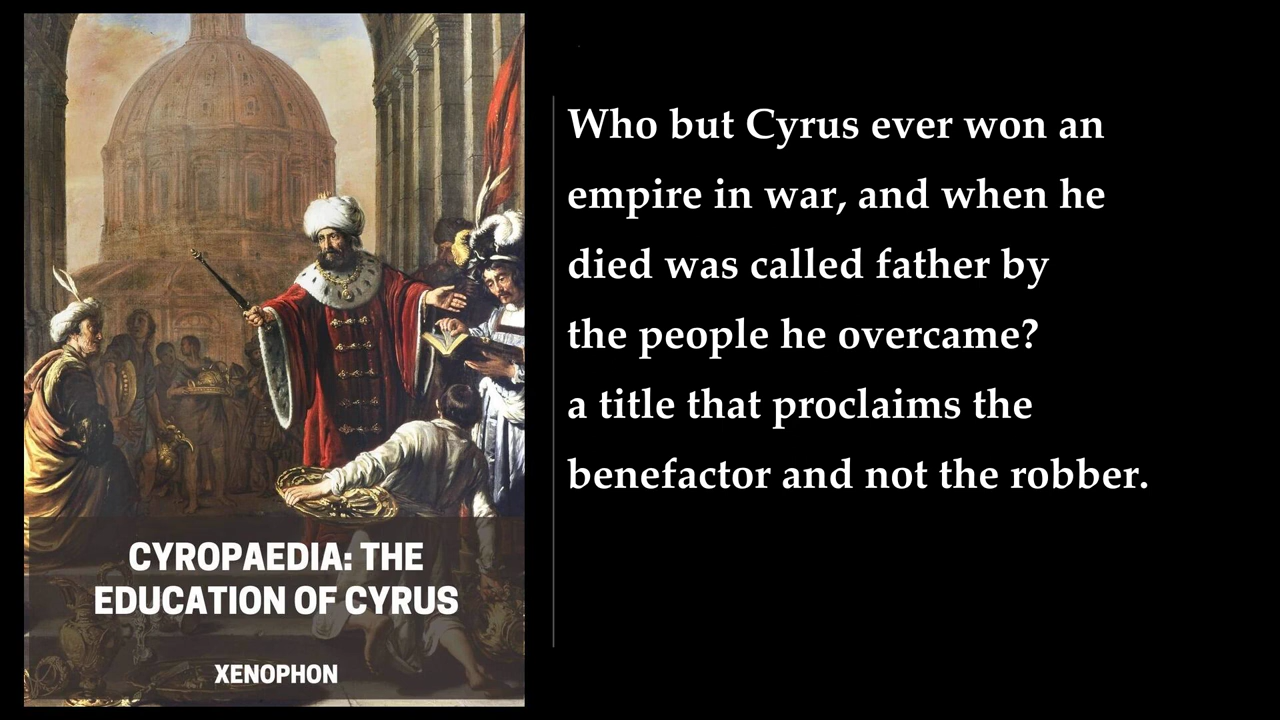 Who but Cyrus ever won an
empire in war, and when he
died was called father by
the people he overcame?
a title that proclaims the
benefactor and not the robber.
CYROPAEDIA: THE
EDUCATION OF CYRUS
XENOPHON